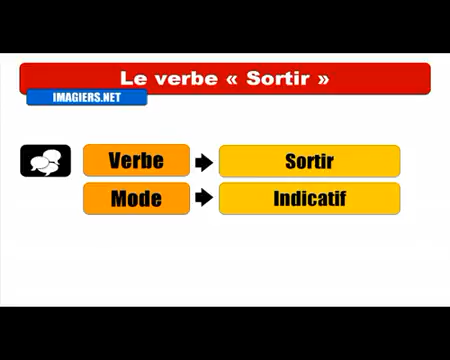 Le verbe « Sortir »
IMAGIERS.NET
Verbe Sortir
Mode Indicatif